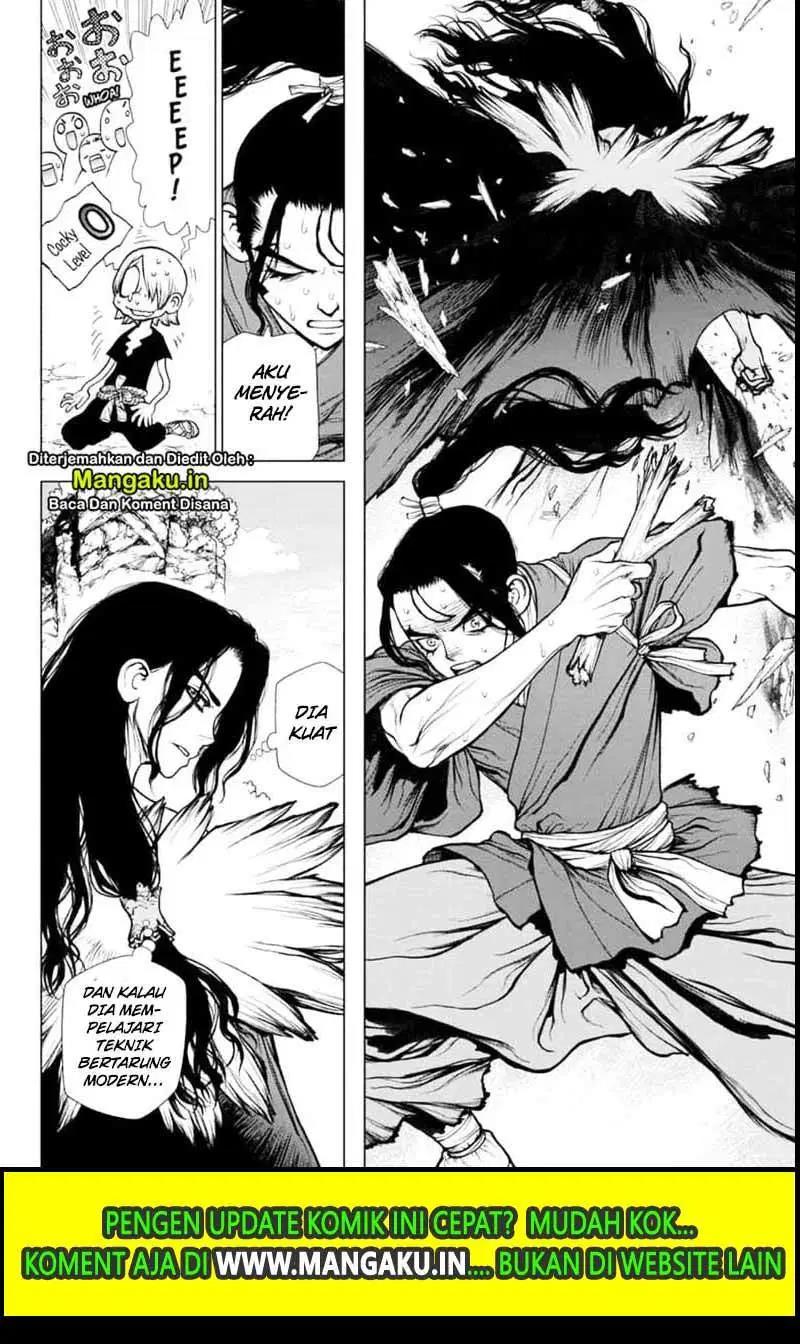 おおお
おおお
WHOA!
EEEEP!
Cocky
Level
0
AKU
MENYE-
RAH!
Diterjemahkan dan Diedit Oleh :
Mangaku.in
Baca Dan Koment Disana
DIA
KUAT
DAN KALAU
DIA MEM-
PELAJARI
TEKNIK
BERTARUNG
MODERN...
PENGEN UPDATE KOMIK INI CEPAT? MUDAH KOK...
KOMENT AJA DI WWW.MANGAKU.IN.... BUKAN DI WEBSITE LAIN